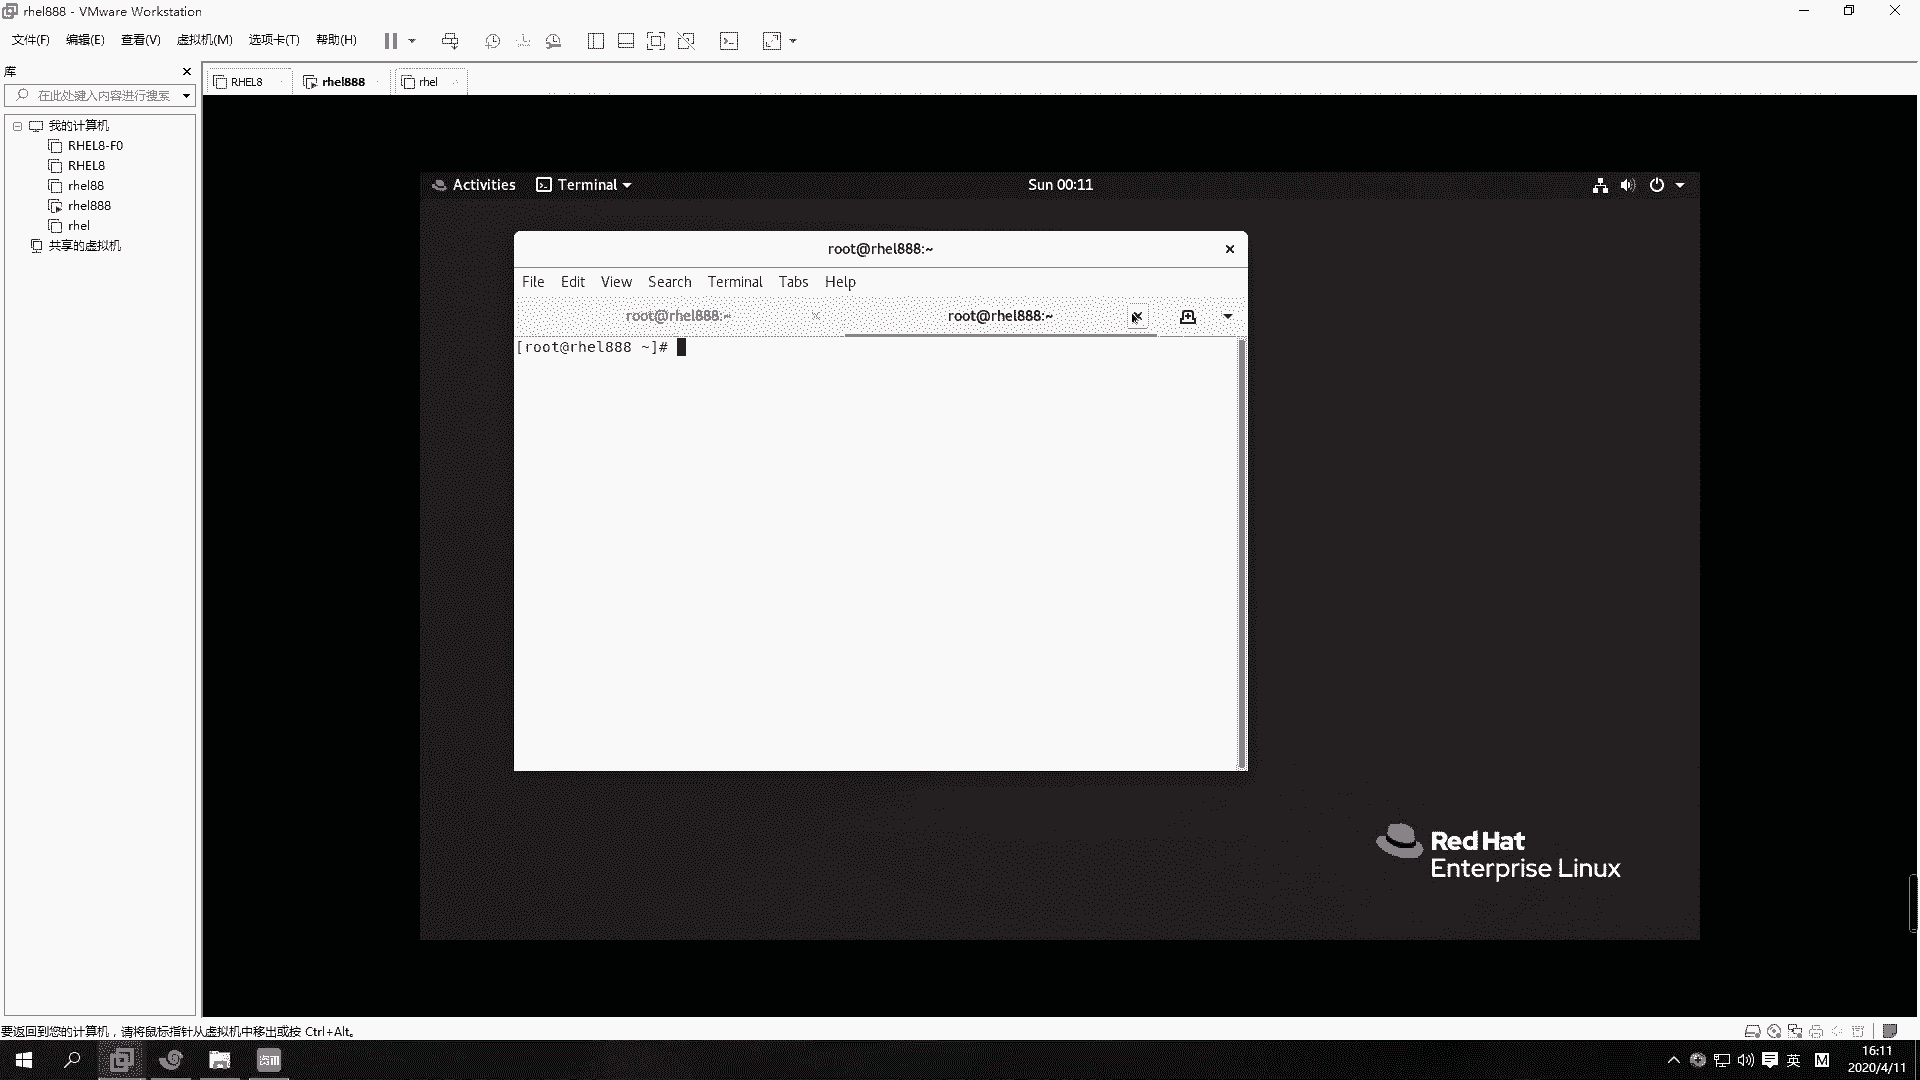 rhel888 - VMware Workstation
文件(F) 编辑(E) 查看(V) 虚拟机(M) 选项卡(T) 帮助(H)
库
在此处键入内容进行搜索
我的计算机
RHEL8-F0
RHEL8
rhel88
rhel888
rhel
共享的虚拟机
RHEL8 rhel888 rhel
Activities Terminal Sun 00:11
root@rhel888:~
File Edit View Search Terminal Tabs Help
root@rhel888:~ root@rhel888:~
[root@rhel888 ~]#
Red Hat
Enterprise Linux
要返回到您的计算机，请将鼠标指针从虚拟机中移出或按 Ctrl+Alt。
资讯
英 M
16:11
2020/4/11